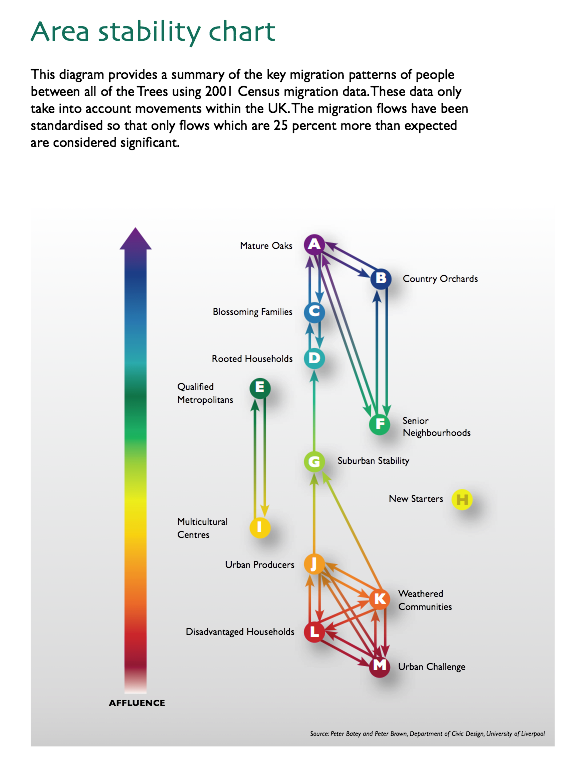 Area stability chart
This diagram provides a summary of the key migration patterns of people
between all of the Trees using 2001 Census migration data. These data only
take into account movements within the UK. The migration flows have been
standardised so that only flows which are 25 percent more than expected
are considered significant.
Mature Oaks
A
B
Country Orchards
Blossoming Families
C
Rooted Households
D
Qualified
Metropolitans
E
F
Senior
Neighbourhoods
G
Suburban Stability
New Starters
H
Multicultural
Centres
I
Urban Producers
J
K
Weathered
Communities
Disadvantaged Households
L
M
Urban Challenge
AFFLUENCE
Source: Peter Batey and Peter Brown, Department of Civic Design, University of Liverpool